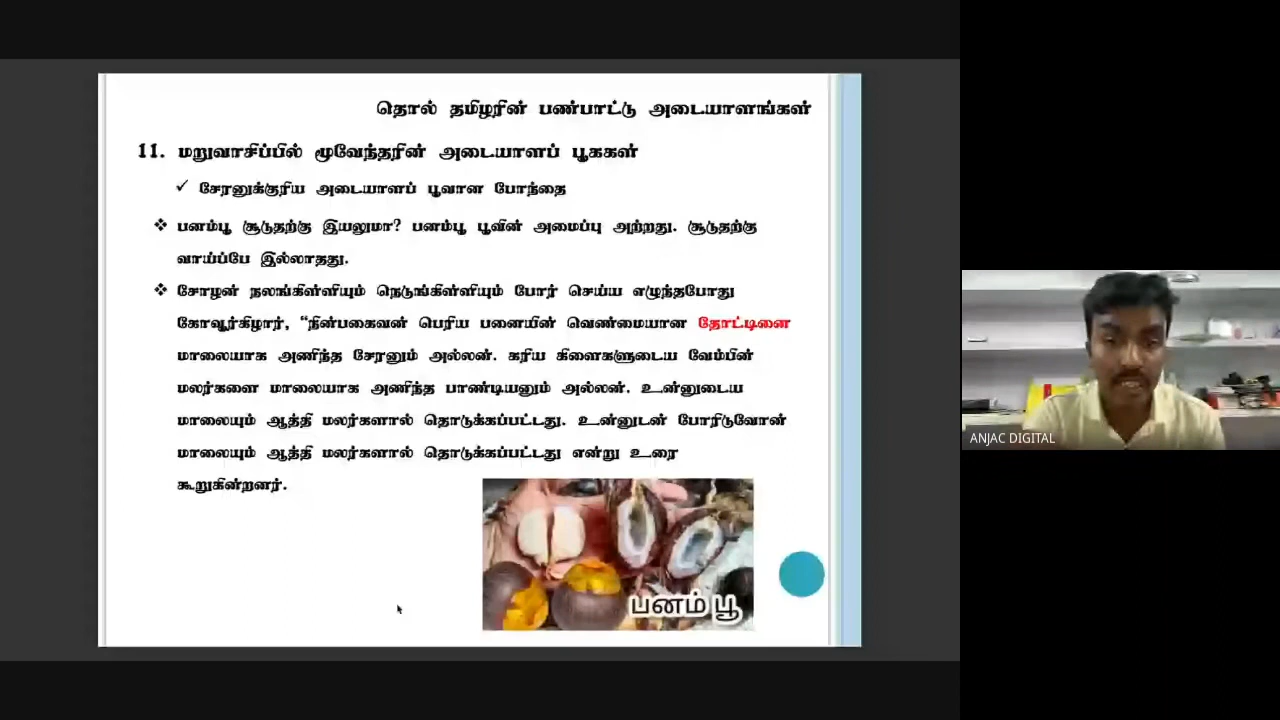 தொல் தமிழரின் பண்பாட்டு அடையாளங்கள்
11. மறுவாசிப்பில் மூவேந்தரின் அடையாளப் பூககள்
✓ சேரனுக்குரிய அடையாளப் பூவான போந்தை
❖ பனம்பூ சூடுதற்கு இயலுமா? பனம்பூ பூவின் அமைப்பு அற்றது. சூடுதற்கு
வாய்ப்பே இல்லாதது.
❖ சோழன் நலங்கிள்ளியும் நெடுங்கிள்ளியும் போர் செய்ய எழுந்தபோது
கோவூர்கிழார், “நின்பகைவன் பெரிய பனையின் வெண்மையான தோட்டினை
மாலையாக அணிந்த சேரனும் அல்லன். கரிய கிளைகளுடைய வேம்பின்
மலர்களை மாலையாக அணிந்த பாண்டியனும் அல்லன். உன்னுடைய
மாலையும் ஆத்தி மலர்களால் தொடுக்கப்பட்டது. உன்னுடன் போரிடுவோன்
மாலையும் ஆத்தி மலர்களால் தொடுக்கப்பட்டது என்று உரை
கூறுகின்றனர்.
பனம் பூ
ANJAC DIGITAL